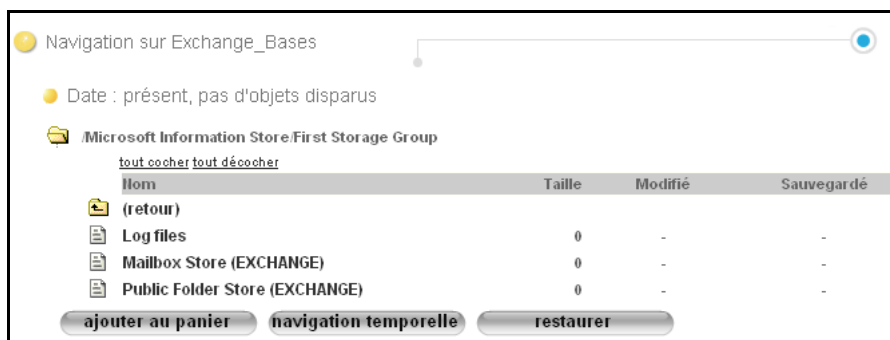 Navigation sur Exchange_Bases
Date : présent, pas d'objets disparus
/Microsoft Information Store/First Storage Group
tout cocher tout décocher
Nom Taille Modifié Sauvegardé
(retour)
Log files 0 - -
Mailbox Store (EXCHANGE) 0 - -
Public Folder Store (EXCHANGE) 0 - -
ajouter au panier navigation temporelle restaurer